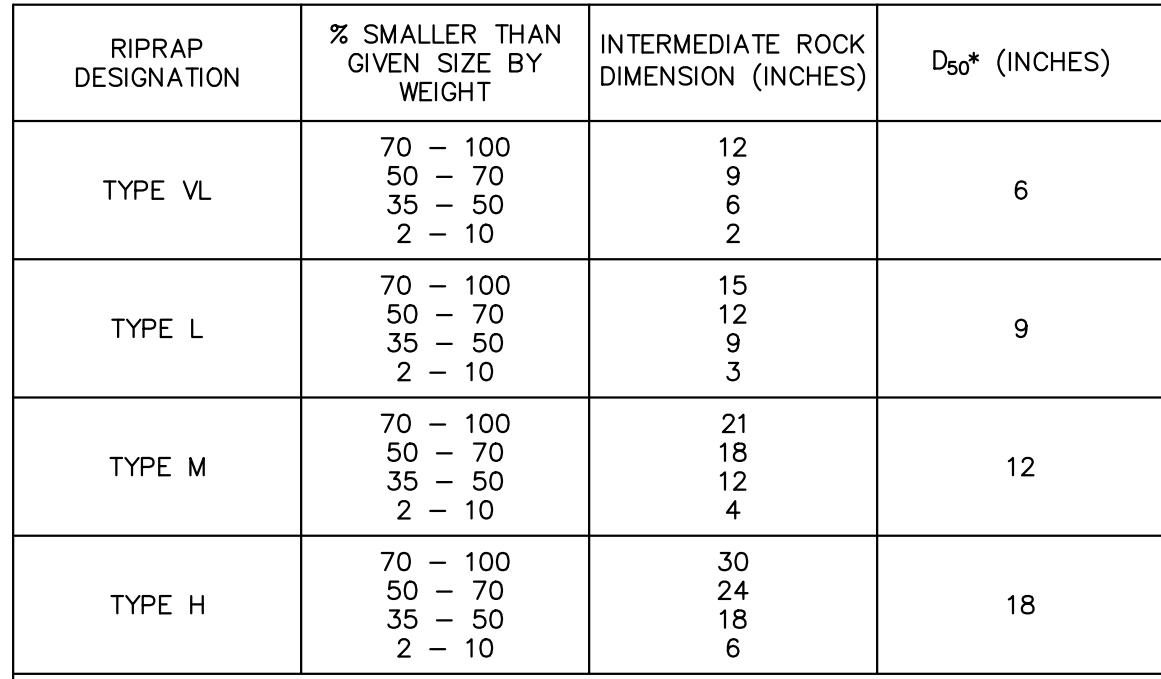 RIPRAP
DESIGNATION
% SMALLER THAN
GIVEN SIZE BY
WEIGHT
INTERMEDIATE ROCK
DIMENSION (INCHES)
D50* (INCHES)
TYPE VL
70 – 100
50 – 70
35 – 50
2 – 10
12
9
6
2
6
TYPE L
70 – 100
50 – 70
35 – 50
2 – 10
15
12
9
3
9
TYPE M
70 – 100
50 – 70
35 – 50
2 – 10
21
18
12
4
12
TYPE H
70 – 100
50 – 70
35 – 50
2 – 10
30
24
18
6
18